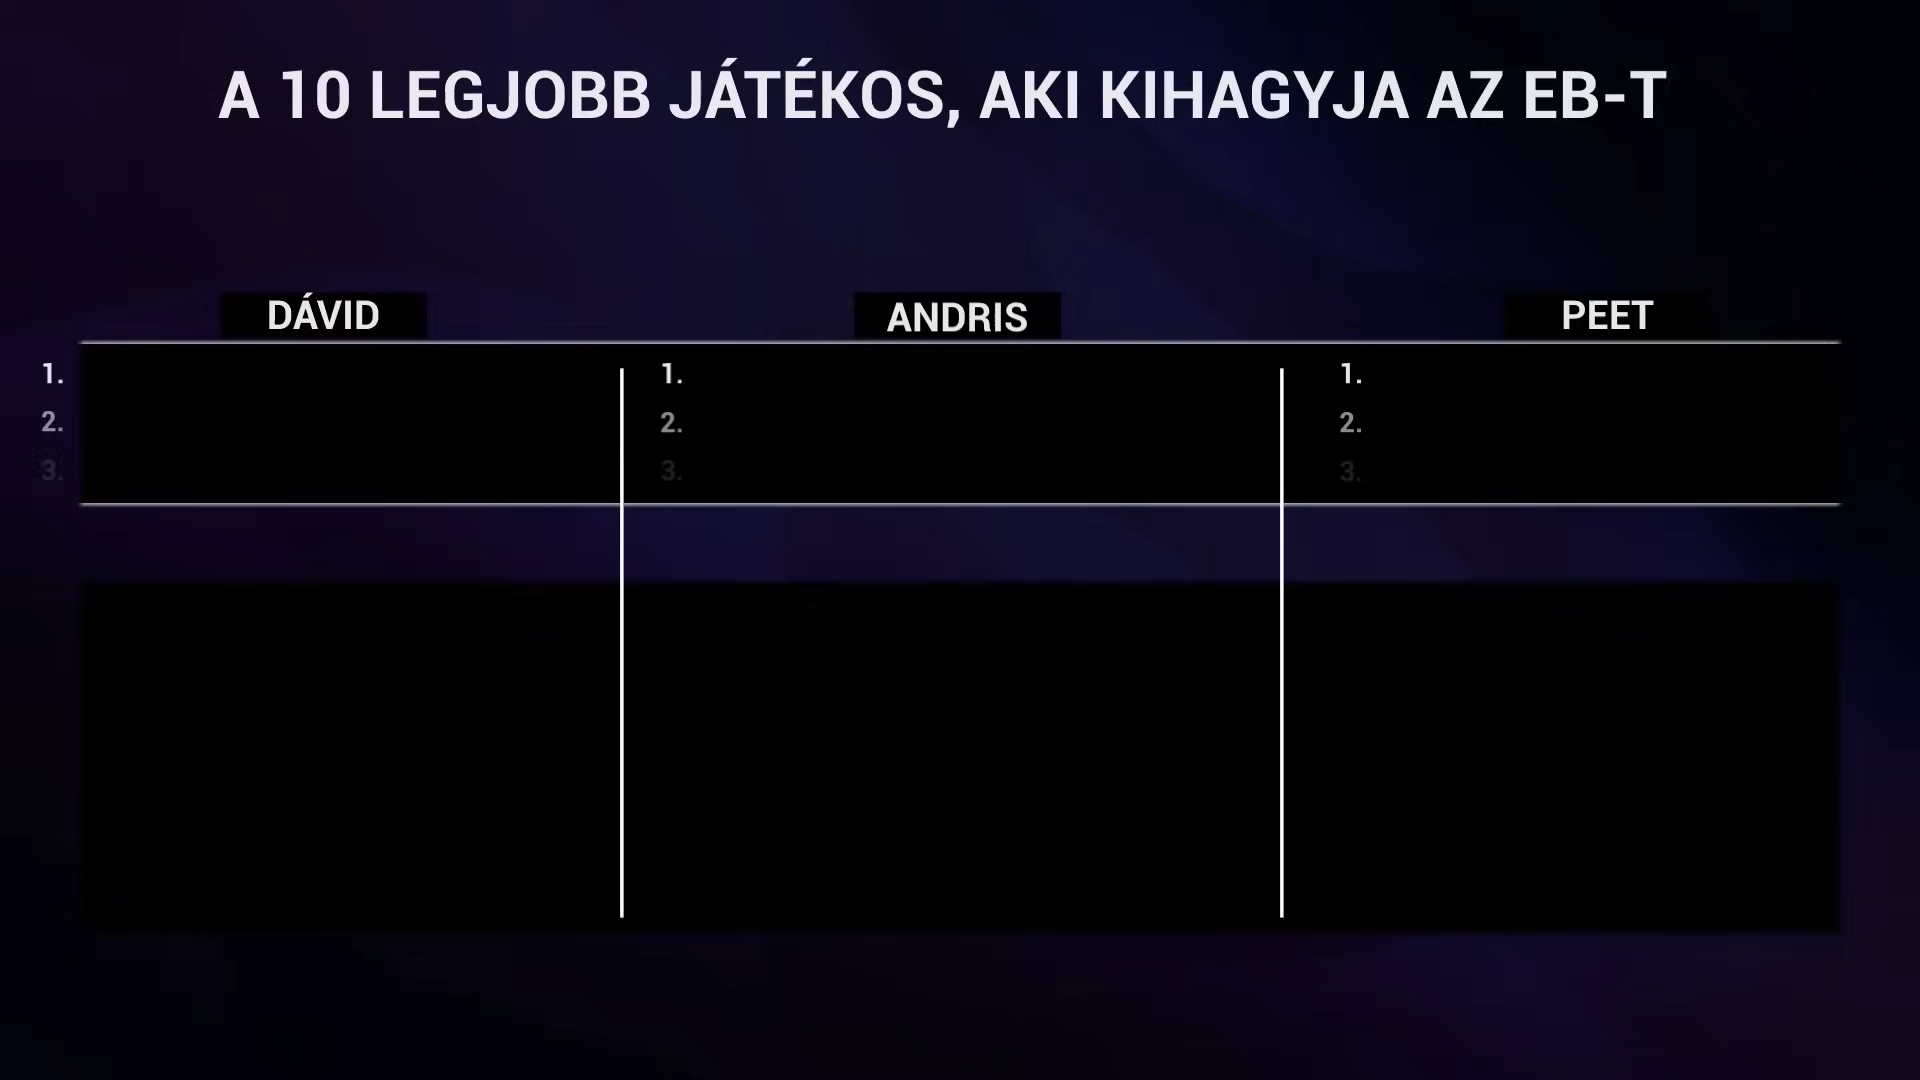 A 10 LEGJOBB JÁTÉKOS, AKI KIHAGYJA AZ EB-T
DÁVID
ANDRIS
PEET
1.
2.
3.
1.
2.
3.
1.
2.
3.